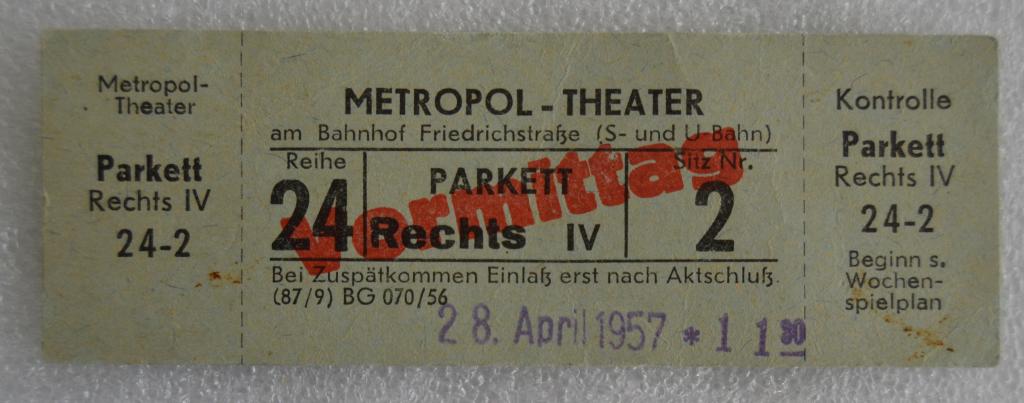 Metropol-
Theater
Parkett
Rechts IV
24-2
METROPOL - THEATER
am Bahnhof Friedrichstraße (S- und U-Bahn)
Reihe
24
PARKETT
Rechts IV
Sitz Nr.
2
Vormittag
Bei Zuspätkommen Einlaß erst nach Aktschluß.
(87/9) BG 070/56
28. April 1957 * 11 30
Kontrolle
Parkett
Rechts IV
24-2
Beginn s.
Wochen-
spielplan